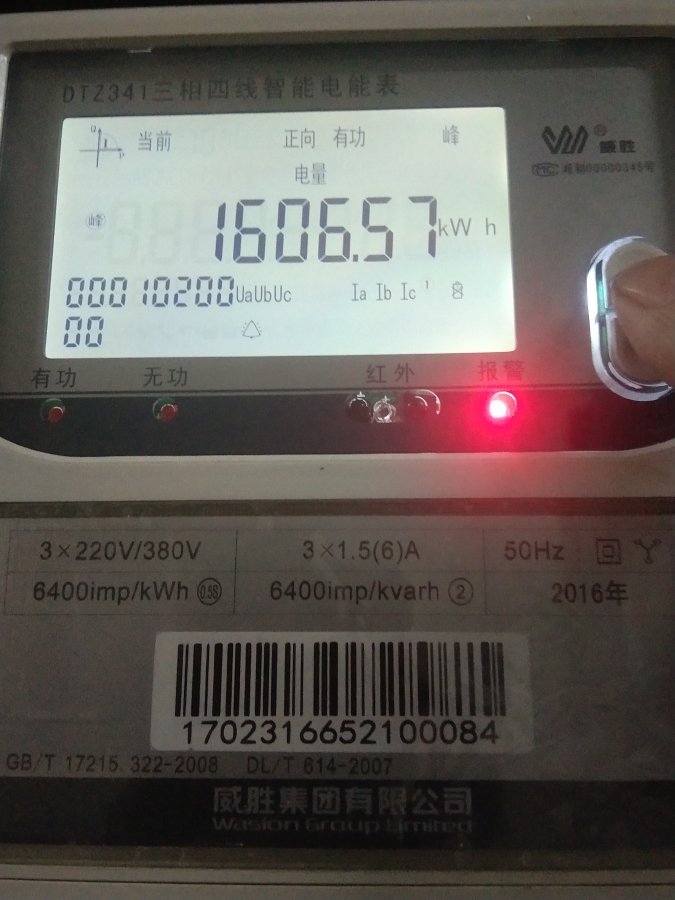 DTZ341三相四线智能电能表
当前 正向 有功 峰
电量
威胜
峰 1606.57 kW h
00010200 UaUbUc Ia Ib Ic
00
有功 无功 红外 报警
3×220V/380V 3×1.5(6)A 50Hz
6400imp/kWh 0.5S 6400imp/kvarh 2 2016年
1702316652100084
GB/T 17215.322-2008 DL/T 614-2007
威胜集团有限公司
Wasion Group Limited